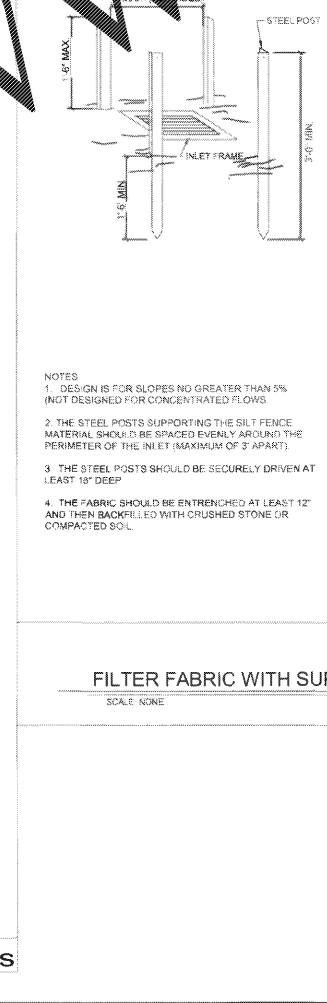 STEEL POST
1'-6" MAX.
INLET FRAME
3'-0" MIN.
1'-6" MIN.
NOTES
1. DESIGN IS FOR SLOPES NO GREATER THAN 5%
(NOT DESIGNED FOR CONCENTRATED FLOWS.
2. THE STEEL POSTS SUPPORTING THE SILT FENCE
MATERIAL SHOULD BE SPACED EVENLY AROUND THE
PERIMETER OF THE INLET (MAXIMUM OF 3' APART).
3. THE STEEL POSTS SHOULD BE SECURELY DRIVEN AT
LEAST 18" DEEP
4. THE FABRIC SHOULD BE ENTRENCHED AT LEAST 12"
AND THEN BACKFILLED WITH CRUSHED STONE OR
COMPACTED SOIL.
FILTER FABRIC WITH SUP
SCALE: NONE
S